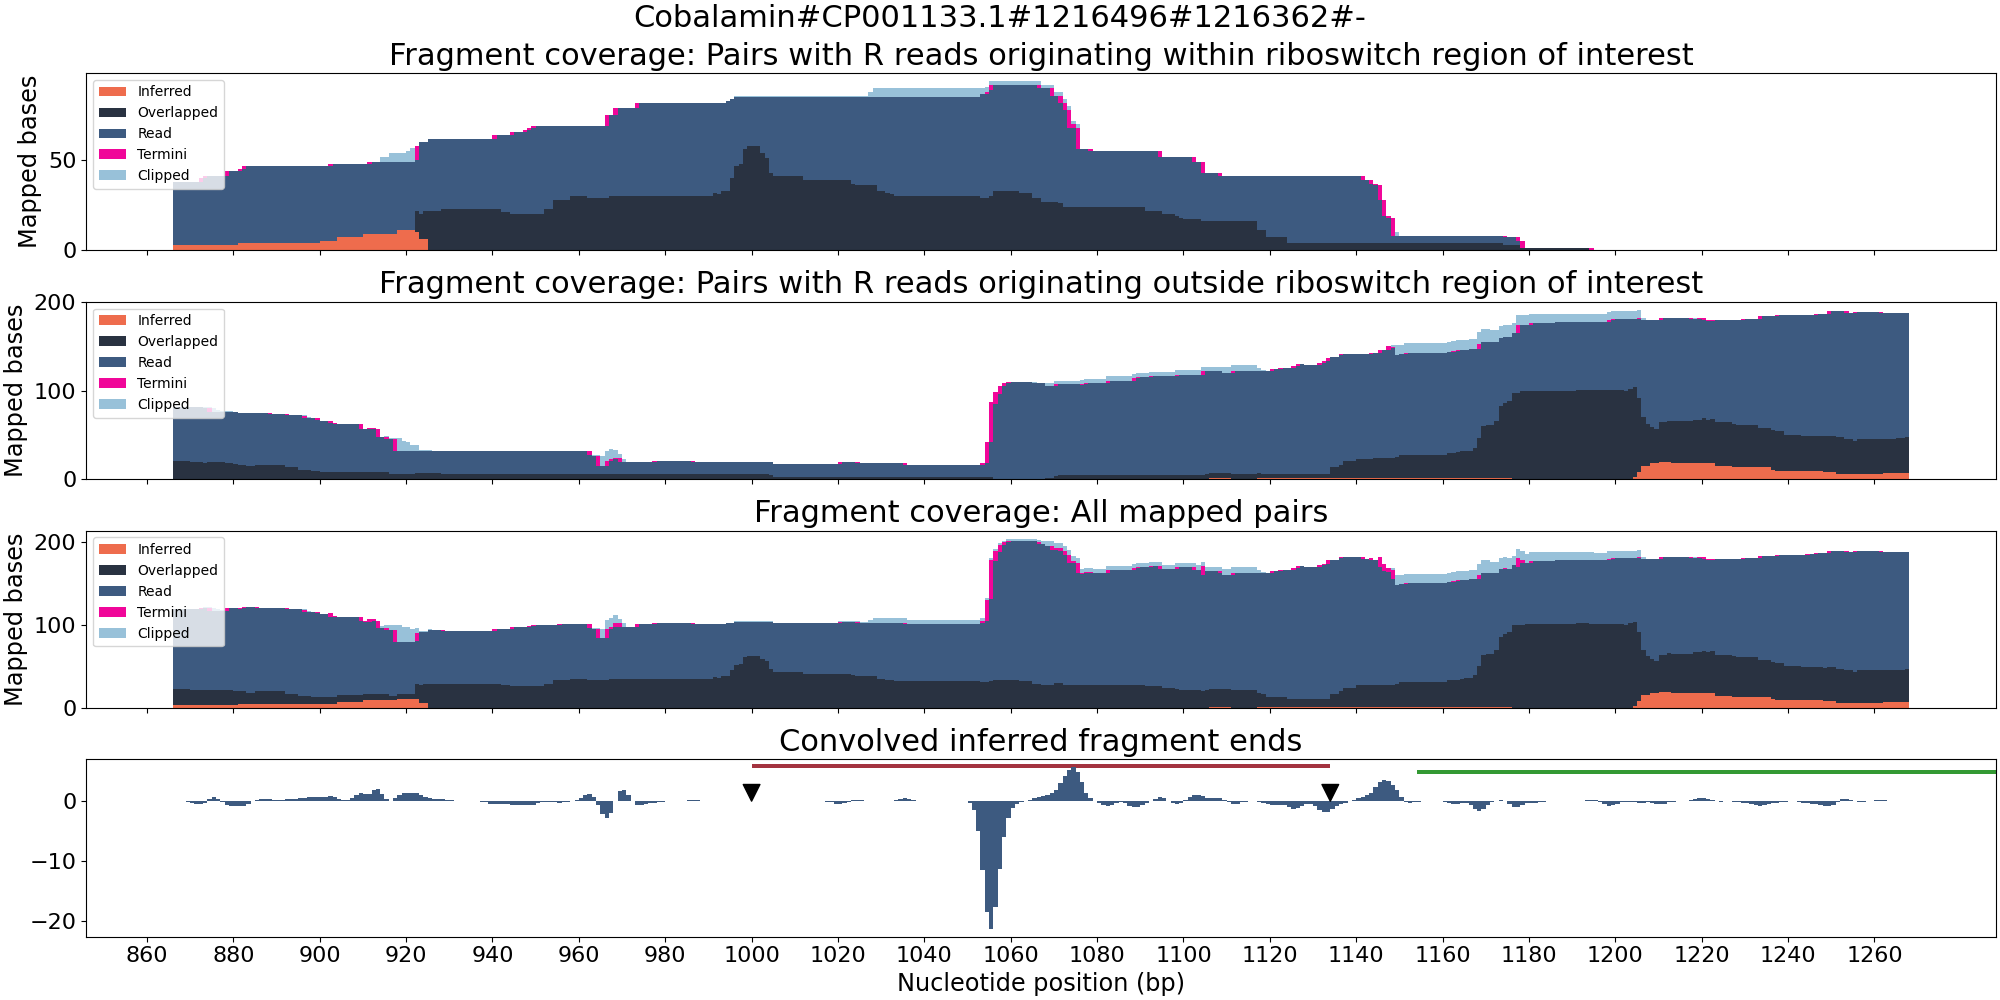 Cobalamin#CP001133.1#1216496#1216362#-
Fragment coverage: Pairs with R reads originating within riboswitch region of interest
Mapped bases
50
0
Inferred
Overlapped
Read
Termini
Clipped
Fragment coverage: Pairs with R reads originating outside riboswitch region of interest
Mapped bases
200
100
0
Inferred
Overlapped
Read
Termini
Clipped
Fragment coverage: All mapped pairs
Mapped bases
200
100
0
Inferred
Overlapped
Read
Termini
Clipped
Convolved inferred fragment ends
0
−10
−20
860 880 900 920 940 960 980 1000 1020 1040 1060 1080 1100 1120 1140 1160 1180 1200 1220 1240 1260
Nucleotide position (bp)